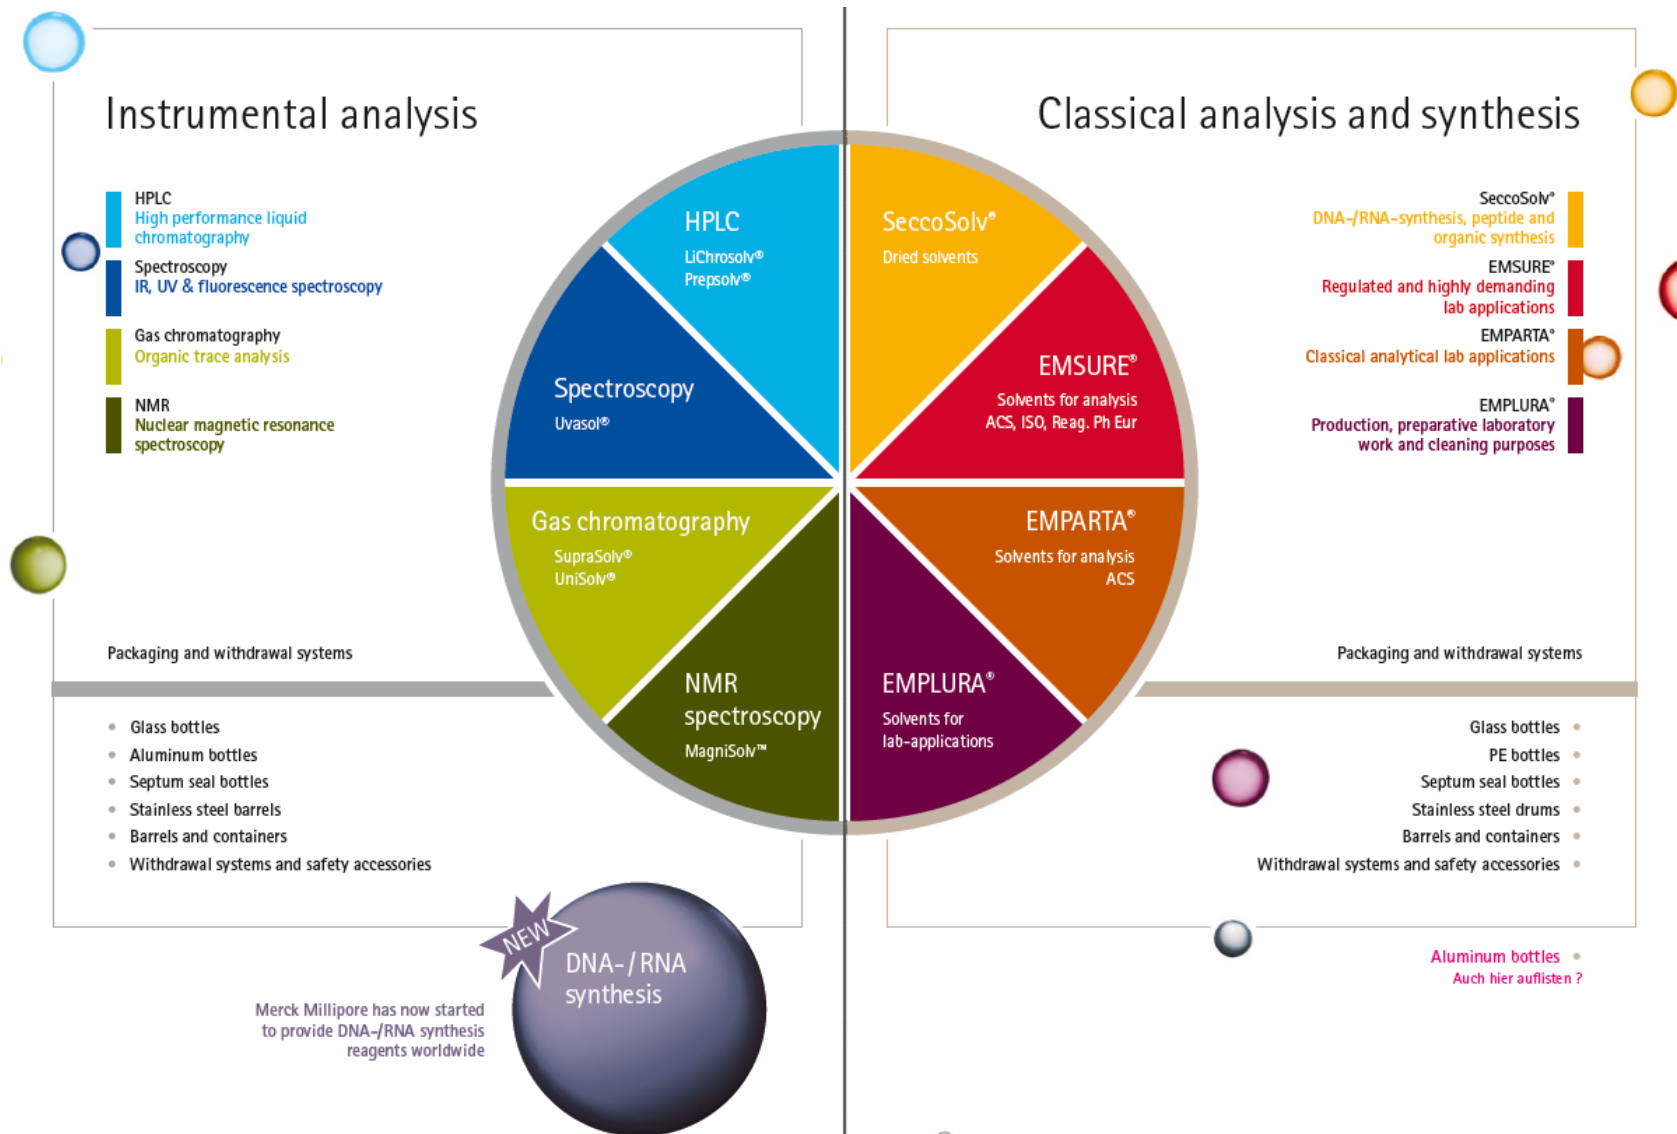 Instrumental analysis
HPLC
High performance liquid
chromatography
Spectroscopy
IR, UV & fluorescence spectroscopy
Gas chromatography
Organic trace analysis
NMR
Nuclear magnetic resonance
spectroscopy
Packaging and withdrawal systems
• Glass bottles
• Aluminum bottles
• Septum seal bottles
• Stainless steel barrels
• Barrels and containers
• Withdrawal systems and safety accessories
HPLC
LiChrosolv®
Prepsolv®
Spectroscopy
Uvasol®
Gas chromatography
SupraSolv®
UniSolv®
NMR
spectroscopy
MagniSolv™
SeccoSolv®
Dried solvents
EMSURE®
Solvents for analysis
ACS, ISO, Reag. Ph Eur
EMPARTA®
Solvents for analysis
ACS
EMPLURA®
Solvents for
lab-applications
Classical analysis and synthesis
SeccoSolv®
DNA-/RNA-synthesis, peptide and
organic synthesis
EMSURE®
Regulated and highly demanding
lab applications
EMPARTA®
Classical analytical lab applications
EMPLURA®
Production, preparative laboratory
work and cleaning purposes
Packaging and withdrawal systems
Glass bottles •
PE bottles •
Septum seal bottles •
Stainless steel drums •
Barrels and containers •
Withdrawal systems and safety accessories •
Aluminum bottles •
Auch hier auflisten ?
NEW
DNA-/RNA
synthesis
Merck Millipore has now started
to provide DNA-/RNA synthesis
reagents worldwide